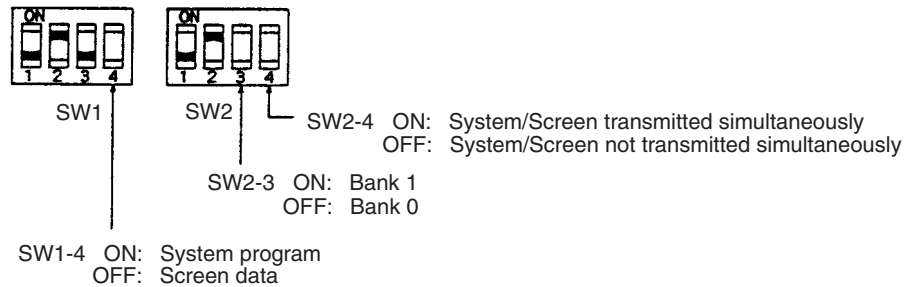 ON
1 2 3 4
ON
1 2 3 4
SW1
SW2
SW2-4 ON: System/Screen transmitted simultaneously
OFF: System/Screen not transmitted simultaneously
SW2-3 ON: Bank 1
OFF: Bank 0
SW1-4 ON: System program
OFF: Screen data